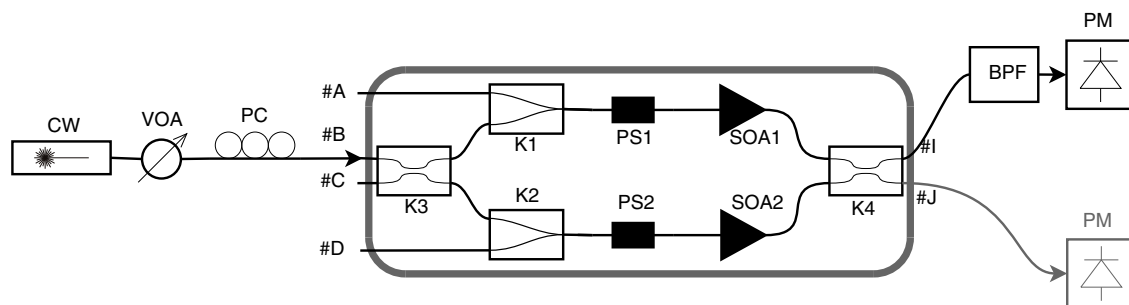 PM
BPF
#A
CW
VOA
PC
#B
K1
PS1
SOA1
#I
#C
K3
K2
PS2
SOA2
K4
#J
#D
PM